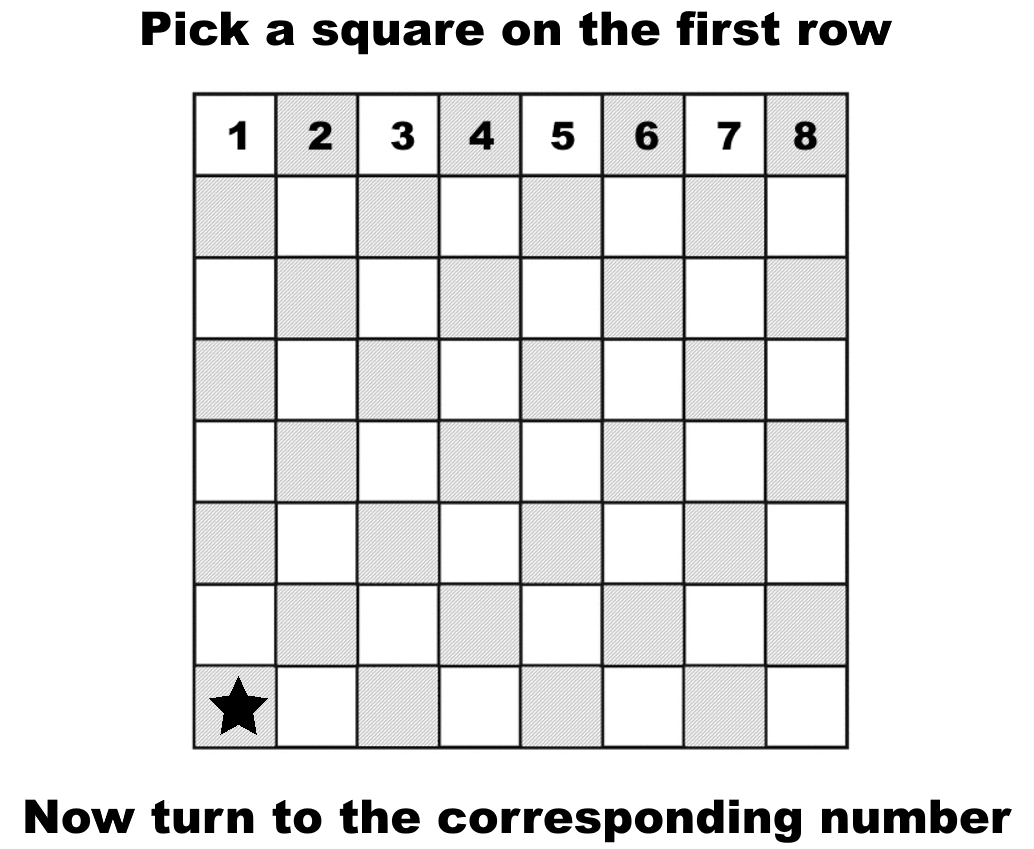 Pick a square on the first row
1 2 3 4 5 6 7 8
Now turn to the corresponding number